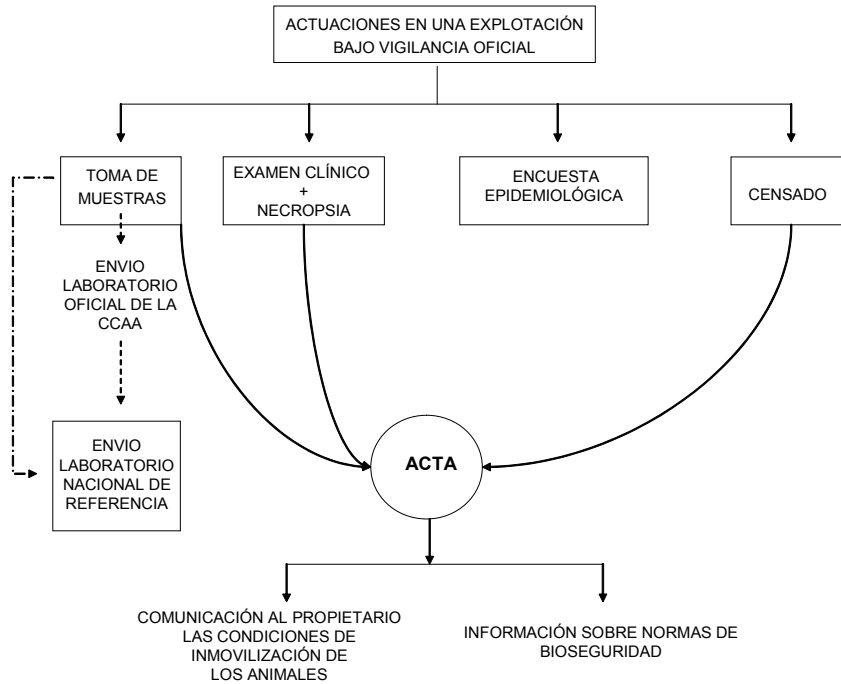 ACTUACIONES EN UNA EXPLOTACIÓN
BAJO VIGILANCIA OFICIAL
TOMA DE
MUESTRAS
EXAMEN CLÍNICO
+
NECROPSIA
ENCUESTA
EPIDEMIOLÓGICA
CENSADO
ENVIO
LABORATORIO
OFICIAL DE LA
CCAA
ENVIO
LABORATORIO
NACIONAL DE
REFERENCIA
ACTA
COMUNICACIÓN AL PROPIETARIO
LAS CONDICIONES DE
INMOVILIZACIÓN DE
LOS ANIMALES
INFORMACIÓN SOBRE NORMAS DE
BIOSEGURIDAD